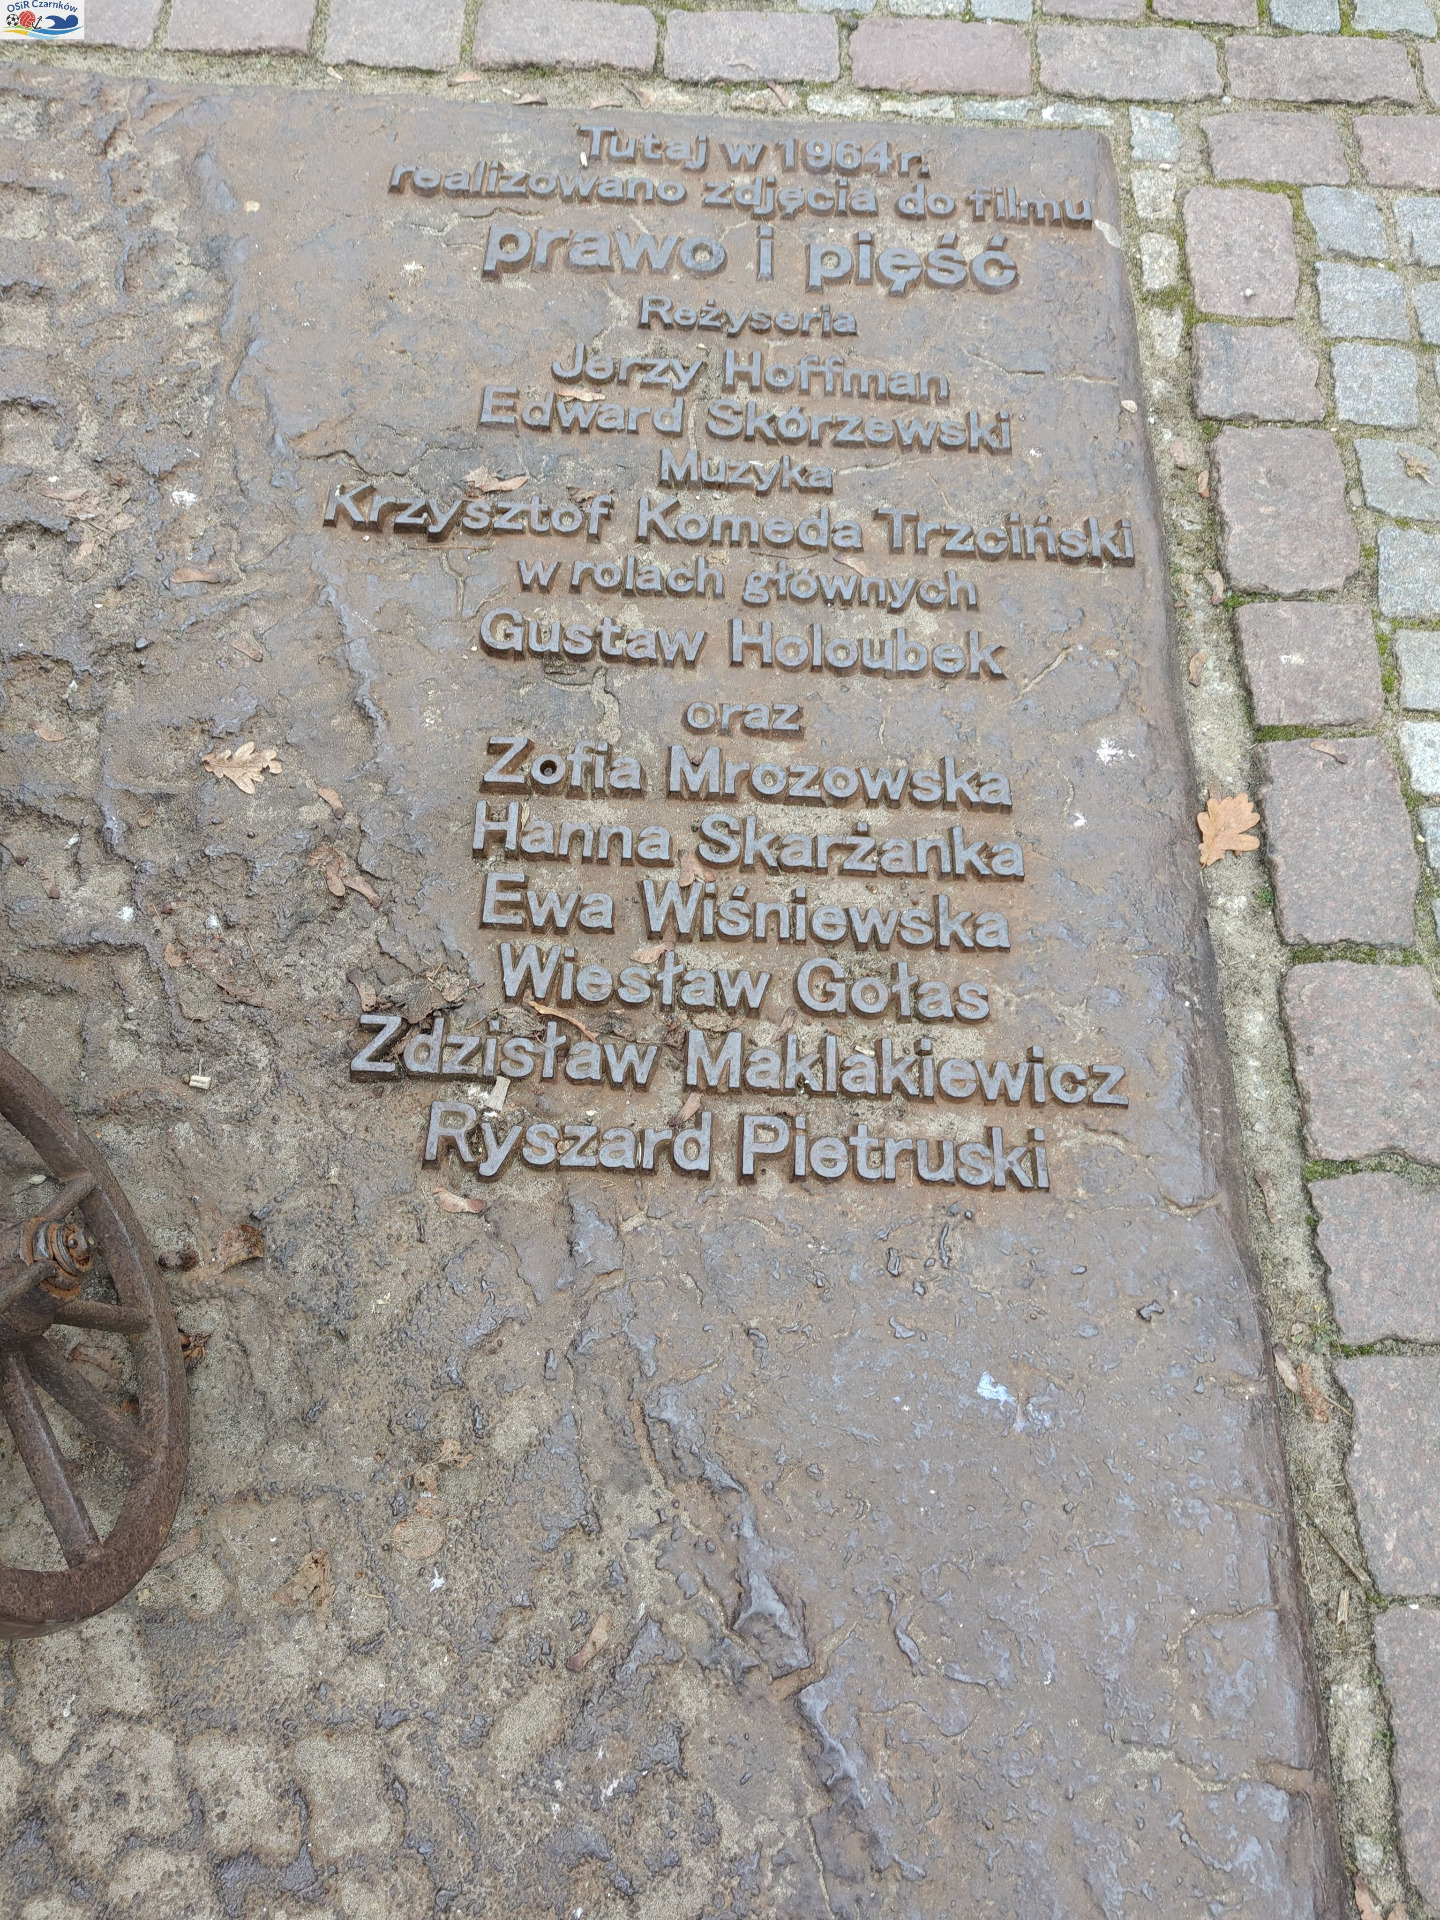 OSiR Czarnków
Tutaj w 1964 r.
realizowano zdjęcia do filmu
prawo i pięść
Reżyseria
Jerzy Hoffman
Edward Skórzewski
Muzyka
Krzysztof Komeda Trzciński
w rolach głównych
Gustaw Holoubek
oraz
Zofia Mrozowska
Hanna Skarżanka
Ewa Wiśniewska
Wiesław Gołas
Zdzisław Maklakiewicz
Ryszard Pietruski